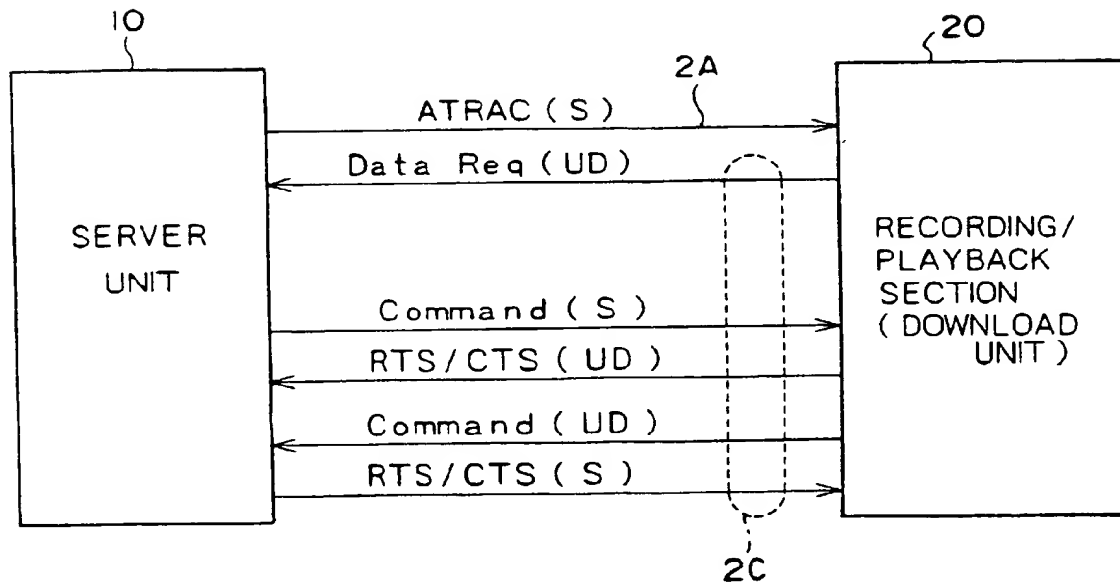 10
20
2A
ATRAC ( S )
Data Req ( UD )
SERVER
UNIT
RECORDING/
PLAYBACK
SECTION
( DOWNLOAD
UNIT )
Command ( S )
RTS/CTS ( UD )
Command ( UD )
RTS/CTS ( S )
2C